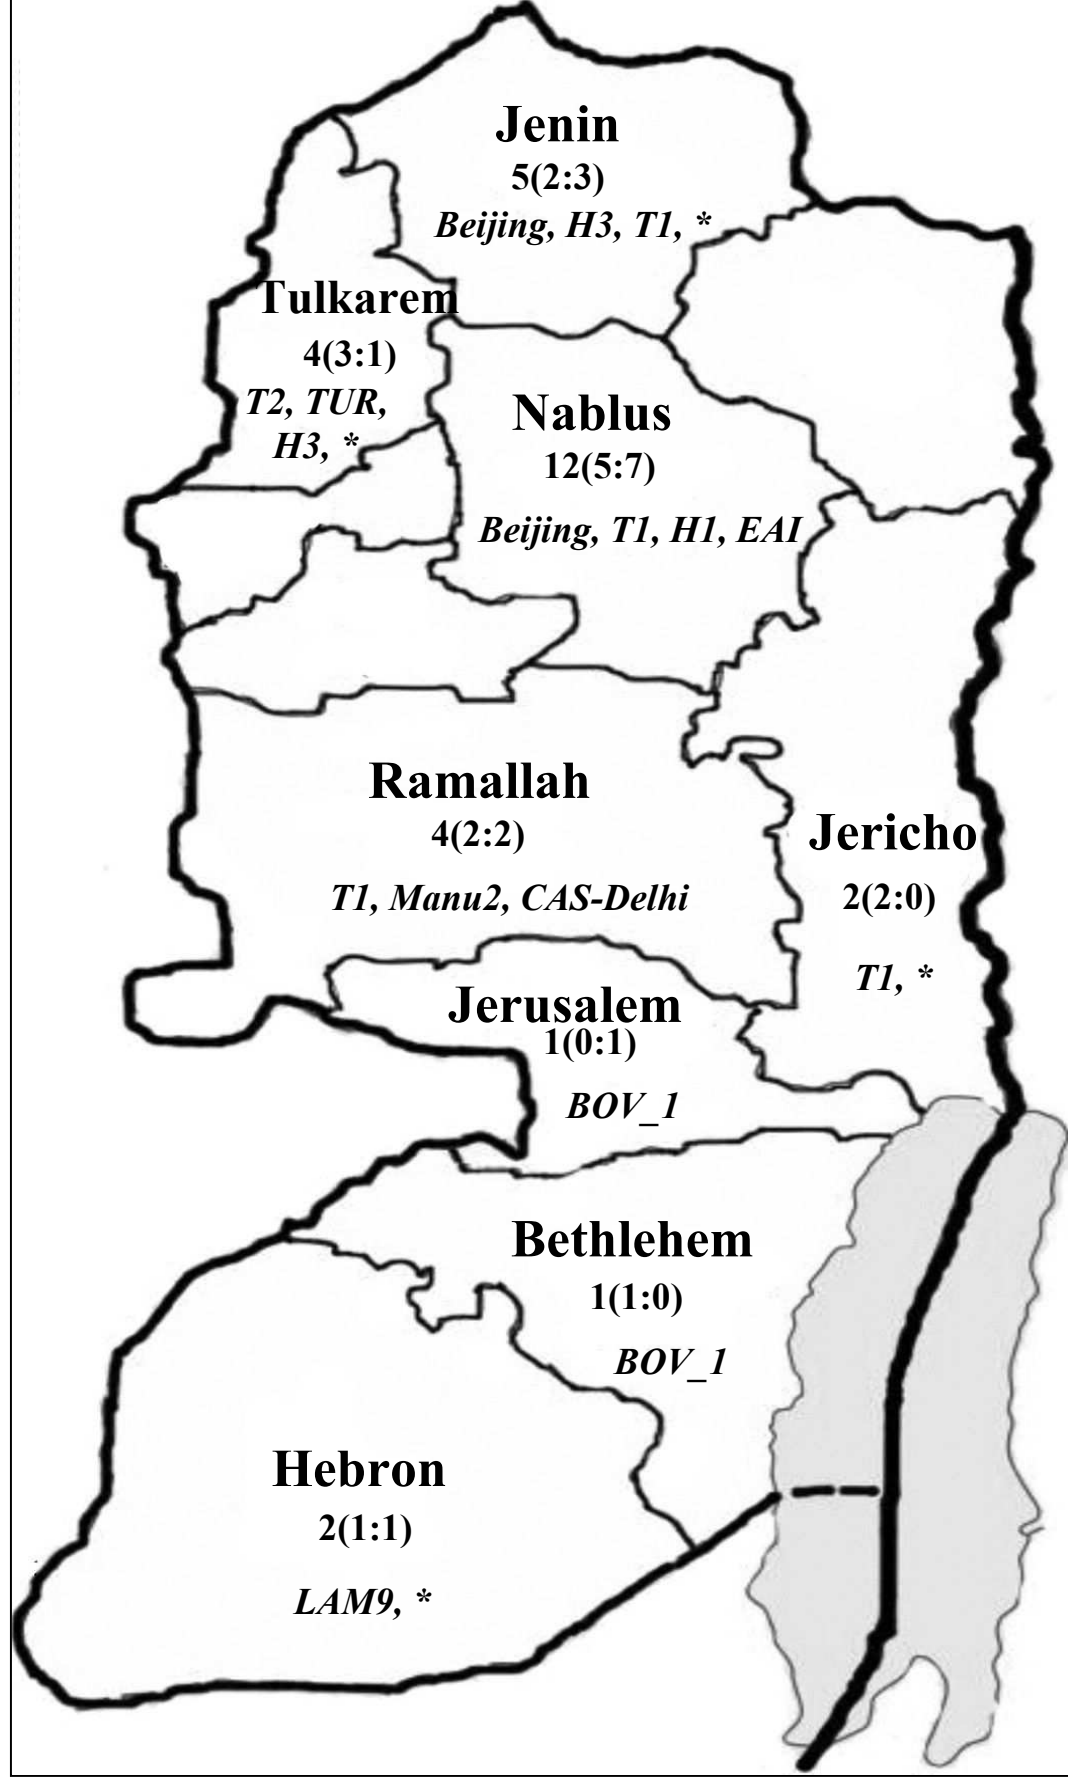 Jenin
5(2:3)
Beijing, H3, T1, *
Tulkarem
4(3:1)
T2, TUR,
H3, *
Nablus
12(5:7)
Beijing, T1, H1, EAI
Ramallah
4(2:2)
T1, Manu2, CAS-Delhi
Jericho
2(2:0)
T1, *
Jerusalem
1(0:1)
BOV_1
Bethlehem
1(1:0)
BOV_1
Hebron
2(1:1)
LAM9, *